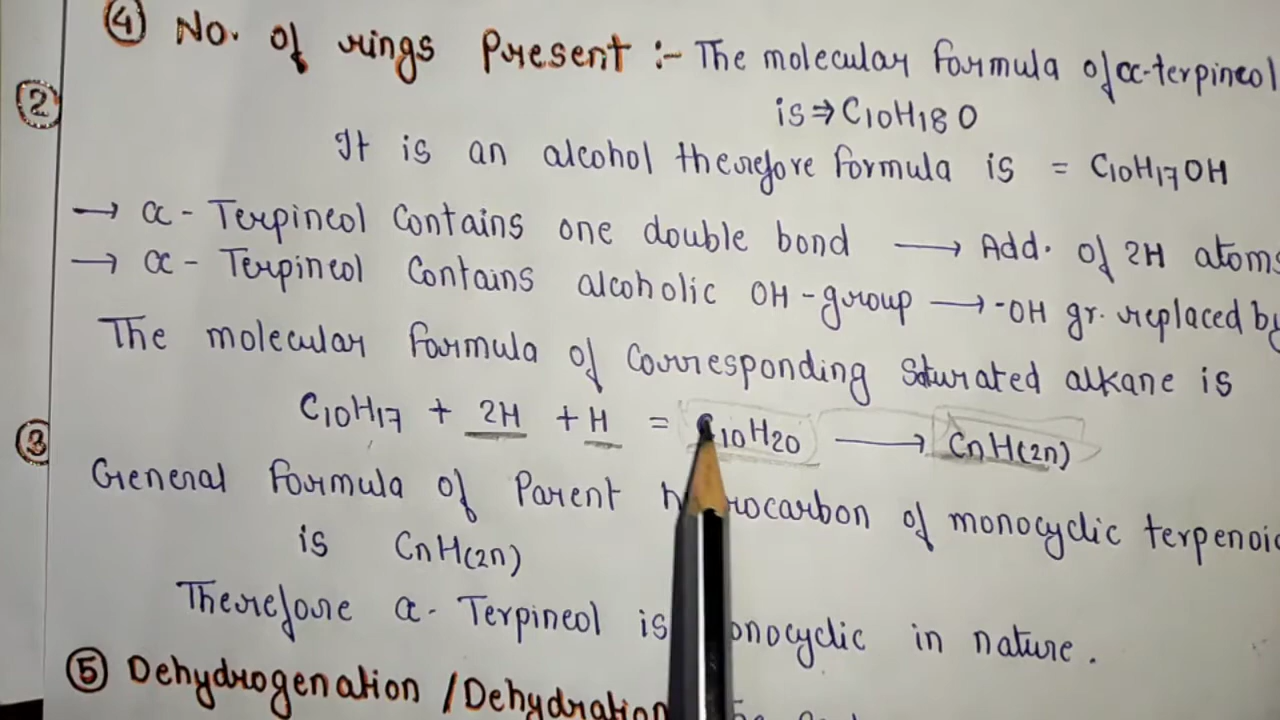 ④ No. of rings Present :- The molecular formula of α-terpineol
is ⇒ C10H18O
②
It is an alcohol therefore formula is = C10H17OH
→ α-Terpineol Contains one double bond → Add. of 2H atoms
→ α-Terpineol Contains alcoholic OH-group → -OH gr. replaced by
The molecular formula of Corresponding Saturated alkane is
C10H17 + 2H + H = C10H20 → CnH(2n)
③
General formula of Parent of monocyclic
is CnH(2n)
Therefore α-Terpineol is in nature.
⑤ Dehydrogenation / Dehydration